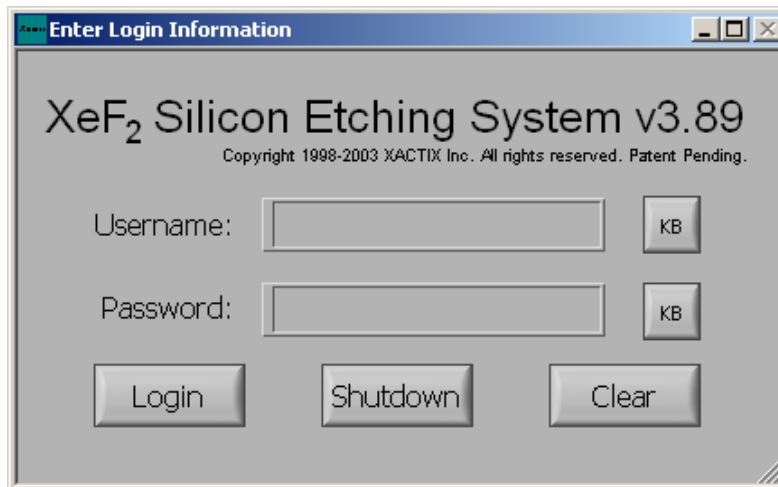 Enter Login Information
XeF₂ Silicon Etching System v3.89
Copyright 1998-2003 XACTIX Inc. All rights reserved. Patent Pending.
Username:
KB
Password:
KB
Login Shutdown Clear